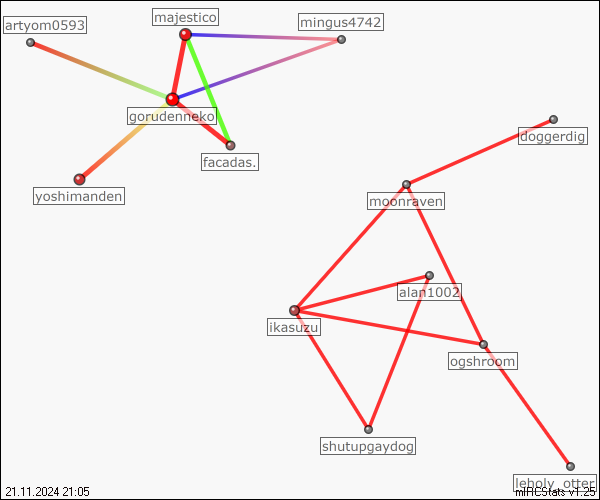 majestico
mingus4742
artyom0593
gorudenneko
doggerdig
facadas.
yoshimanden
moonraven
alan1002
ikasuzu
ogshroom
shutupgaydog
leholy_otter
21.11.2024 21:05
mIRCStats v1.25